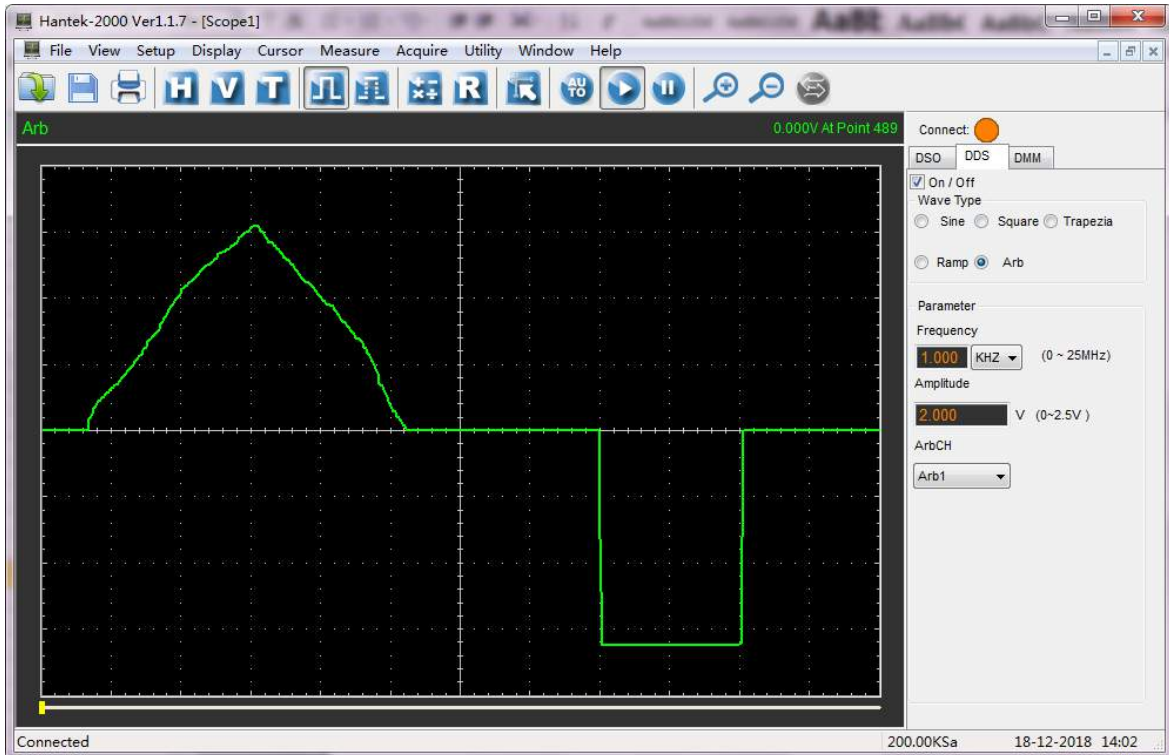 Hantek-2000 Ver1.1.7 - [Scope1]
AaBb
File View Setup Display Cursor Measure Acquire Utility Window Help
H V T R AUTO
Arb 0.000V At Point 489
Connect:
DSO DDS DMM
On / Off
Wave Type
Sine Square Trapezia
Ramp Arb
Parameter
Frequency
1.000 KHZ (0 ~ 25MHz)
Amplitude
2.000 V (0~2.5V )
ArbCH
Arb1
Connected 200.00KSa 18-12-2018 14:02